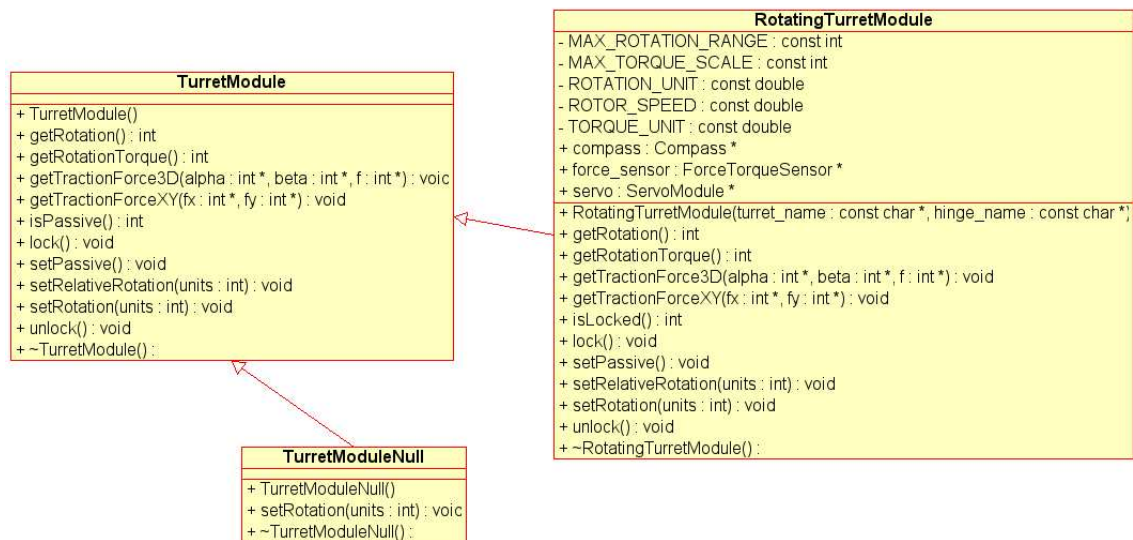 TurretModule
+ TurretModule()
+ getRotation() : int
+ getRotationTorque() : int
+ getTractionForce3D(alpha : int *, beta : int *, f : int *) : voic
+ getTractionForceXY(fx : int *, fy : int *) : void
+ isPassive() : int
+ lock() : void
+ setPassive() : void
+ setRelativeRotation(units : int) : void
+ setRotation(units : int) : void
+ unlock() : void
+ ~TurretModule() :
RotatingTurretModule
- MAX_ROTATION_RANGE : const int
- MAX_TORQUE_SCALE : const int
- ROTATION_UNIT : const double
- ROTOR_SPEED : const double
- TORQUE_UNIT : const double
+ compass : Compass *
+ force_sensor : ForceTorqueSensor *
+ servo : ServoModule *
+ RotatingTurretModule(turret_name : const char *, hinge_name : const char *)
+ getRotation() : int
+ getRotationTorque() : int
+ getTractionForce3D(alpha : int *, beta : int *, f : int *) : void
+ getTractionForceXY(fx : int *, fy : int *) : void
+ isLocked() : int
+ lock() : void
+ setPassive() : void
+ setRelativeRotation(units : int) : void
+ setRotation(units : int) : void
+ unlock() : void
+ ~RotatingTurretModule() :
TurretModuleNull
+ TurretModuleNull()
+ setRotation(units : int) : voic
+ ~TurretModuleNull() :